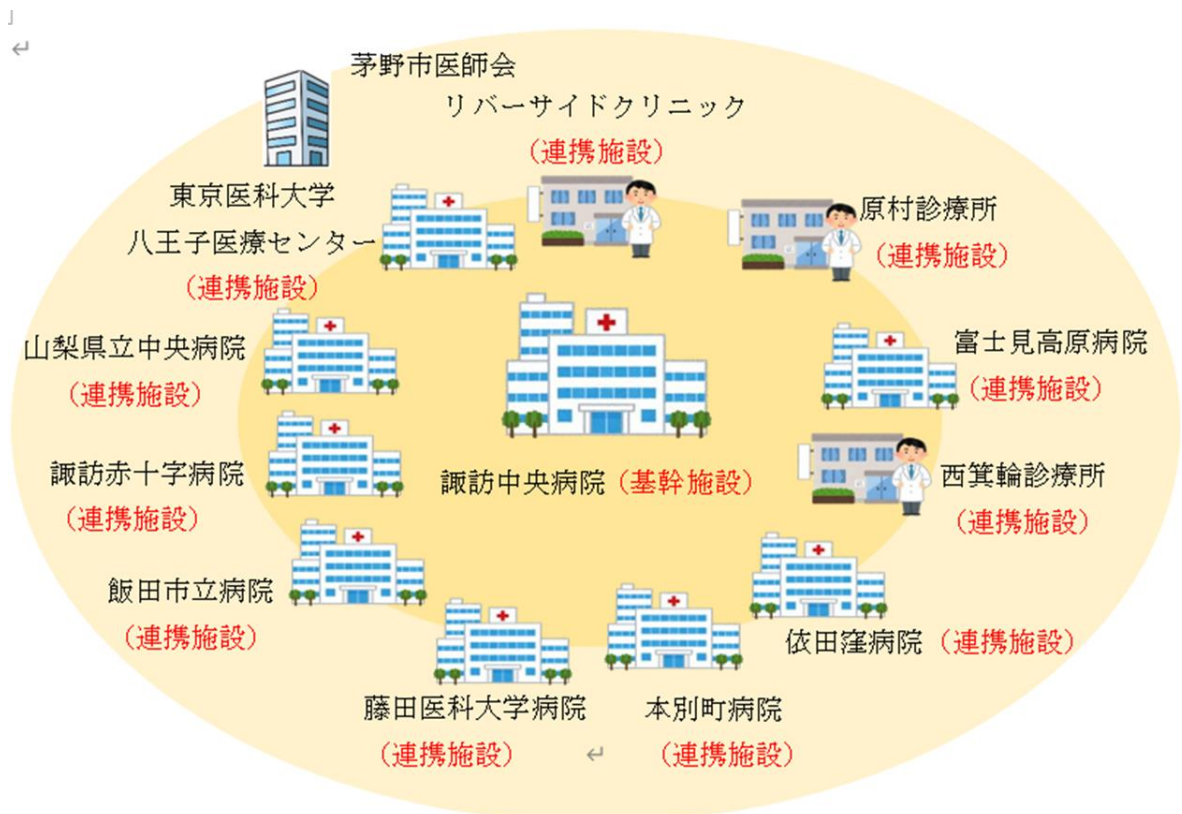 茅野市医師会
リバーサイドクリニック
（連携施設）
東京医科大学
八王子医療センター
（連携施設）
原村診療所
（連携施設）
山梨県立中央病院
（連携施設）
富士見高原病院
（連携施設）
諏訪赤十字病院
（連携施設）
諏訪中央病院（基幹施設）
西箕輪診療所
（連携施設）
飯田市立病院
（連携施設）
依田窪病院（連携施設）
藤田医科大学病院
（連携施設）
本別町病院
（連携施設）